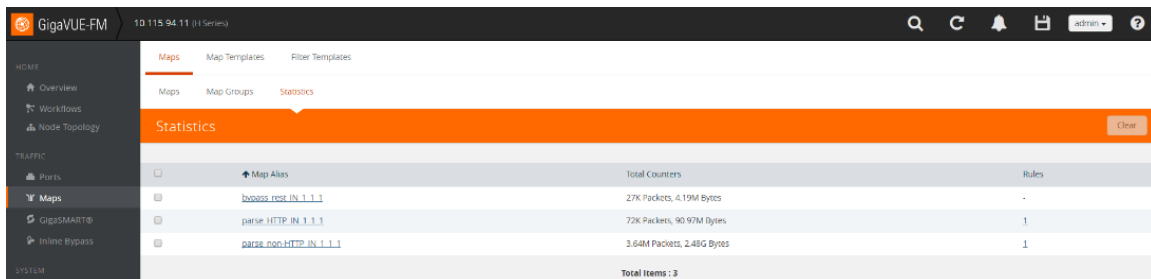 GigaVUE-FM 10.115.94.11 (H Series) admin
Maps Map Templates Filter Templates
HOME
Overview
Maps Map Groups Statistics
Workflows
Node Topology
Statistics Clear
TRAFFIC
Ports
Map Alias Total Counters Rules
Maps
bypass_rest_IN_1_1_1 27K Packets, 4.19M Bytes -
GigaSMART®
parse_HTTP_IN_1_1_1 72K Packets, 90.97M Bytes 1
Inline Bypass
parse_non-HTTP_IN_1_1_1 3.64M Packets, 2.48G Bytes 1
SYSTEM
Total Items : 3